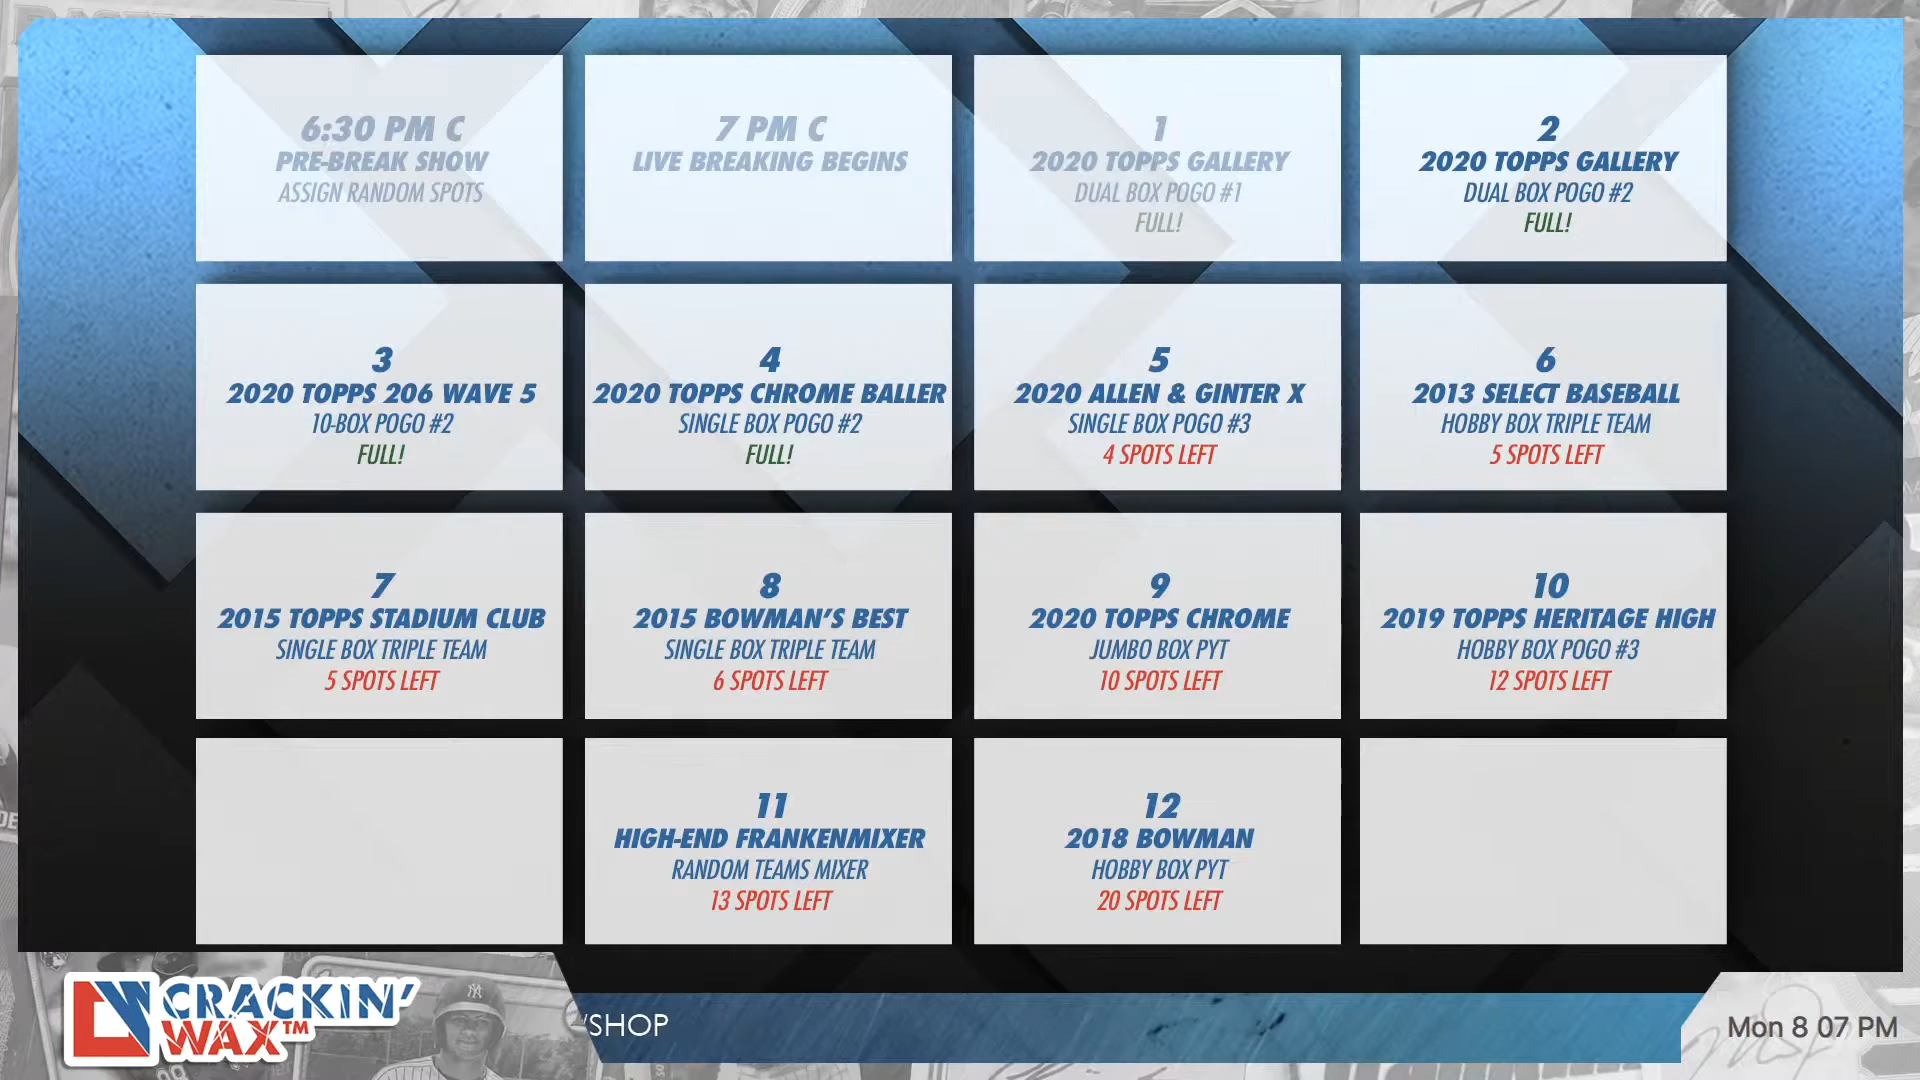 6:30 PM C
PRE-BREAK SHOW
ASSIGN RANDOM SPOTS
7 PM C
LIVE BREAKING BEGINS
1
2020 TOPPS GALLERY
DUAL BOX POGO #1
FULL!
2
2020 TOPPS GALLERY
DUAL BOX POGO #2
FULL!
3
2020 TOPPS 206 WAVE 5
10-BOX POGO #2
FULL!
4
2020 TOPPS CHROME BALLER
SINGLE BOX POGO #2
FULL!
5
2020 ALLEN & GINTER X
SINGLE BOX POGO #3
4 SPOTS LEFT
6
2013 SELECT BASEBALL
HOBBY BOX TRIPLE TEAM
5 SPOTS LEFT
7
2015 TOPPS STADIUM CLUB
SINGLE BOX TRIPLE TEAM
5 SPOTS LEFT
8
2015 BOWMAN'S BEST
SINGLE BOX TRIPLE TEAM
6 SPOTS LEFT
9
2020 TOPPS CHROME
JUMBO BOX PYT
10 SPOTS LEFT
10
2019 TOPPS HERITAGE HIGH
HOBBY BOX POGO #3
12 SPOTS LEFT
11
HIGH-END FRANKENMIXER
RANDOM TEAMS MIXER
13 SPOTS LEFT
12
2018 BOWMAN
HOBBY BOX PYT
20 SPOTS LEFT
CRACKIN'
WAX™
/SHOP
Mon 8 07 PM